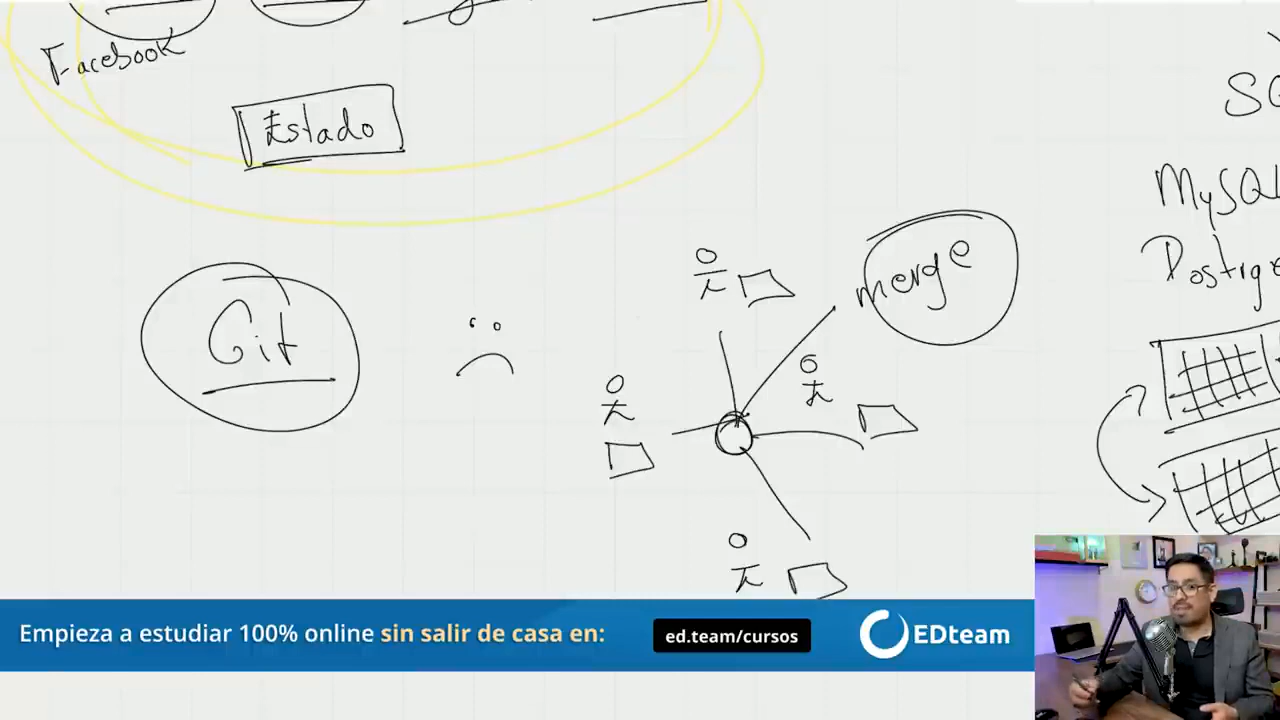 Facebook
Estado
SQ
MySQL
Postgre
merge
Git
Empieza a estudiar 100% online sin salir de casa en:
ed.team/cursos
EDteam